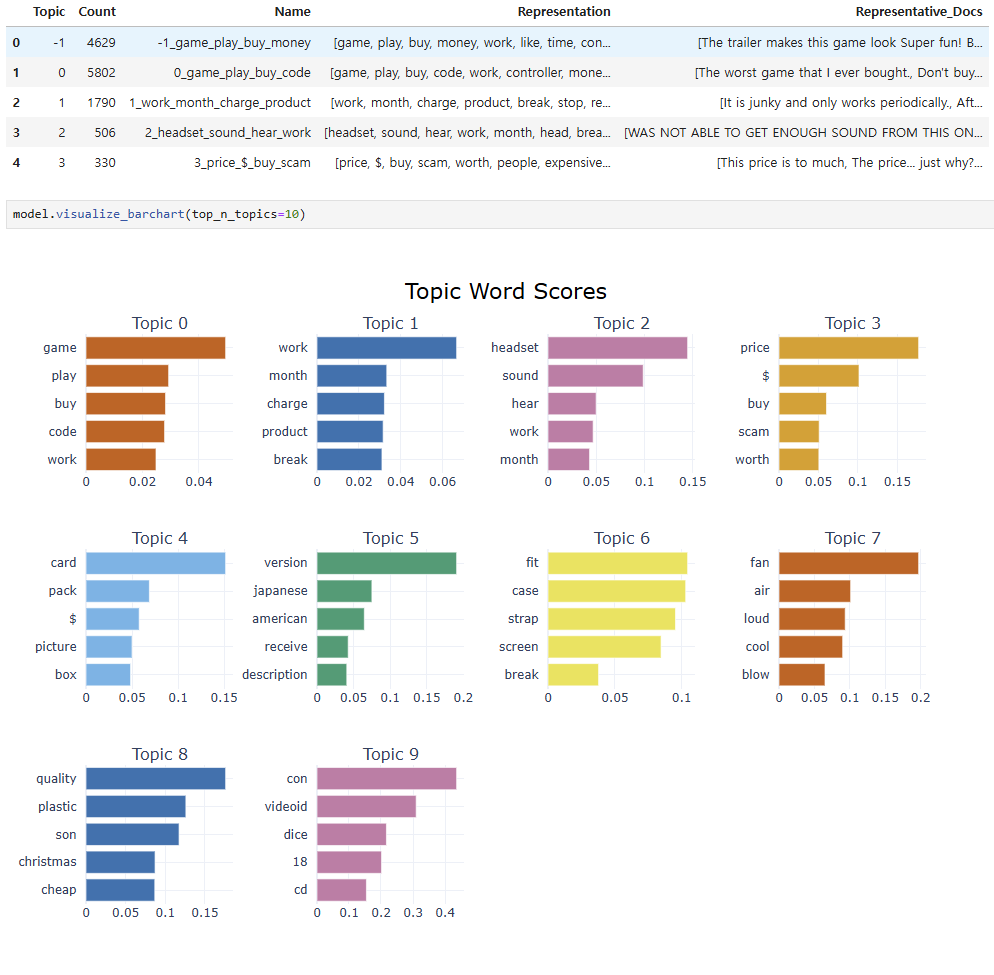 Topic Count Name Representation Representative_Docs
0 -1 4629 -1_game_play_buy_money [game, play, buy, money, work, like, time, con... [The trailer makes this game look Super fun! B...
1 0 5802 0_game_play_buy_code [game, play, buy, code, work, controller, mone... [The worst game that I ever bought., Don't buy...
2 1 1790 1_work_month_charge_product [work, month, charge, product, break, stop, re... [It is junky and only works periodically., Aft...
3 2 506 2_headset_sound_hear_work [headset, sound, hear, work, month, head, brea... [WAS NOT ABLE TO GET ENOUGH SOUND FROM THIS ON...
4 3 330 3_price_$_buy_scam [price, $, buy, scam, worth, people, expensive... [This price is to much, The price... just why?...
model.visualize_barchart(top_n_topics=10)
Topic Word Scores
Topic 0 Topic 1 Topic 2 Topic 3
game work headset price
play month sound $
buy charge hear buy
code product work scam
work break month worth
0 0.02 0.04 0 0.02 0.04 0.06 0 0.05 0.1 0.15 0 0.05 0.1 0.15
Topic 4 Topic 5 Topic 6 Topic 7
card version fit fan
pack japanese case air
$ american strap loud
picture receive screen cool
box description break blow
0 0.05 0.1 0.15 0 0.05 0.1 0.15 0.2 0 0.05 0.1 0 0.05 0.1 0.15 0.2
Topic 8 Topic 9
quality con
plastic videoid
son dice
christmas 18
cheap cd
0 0.05 0.1 0.15 0 0.1 0.2 0.3 0.4